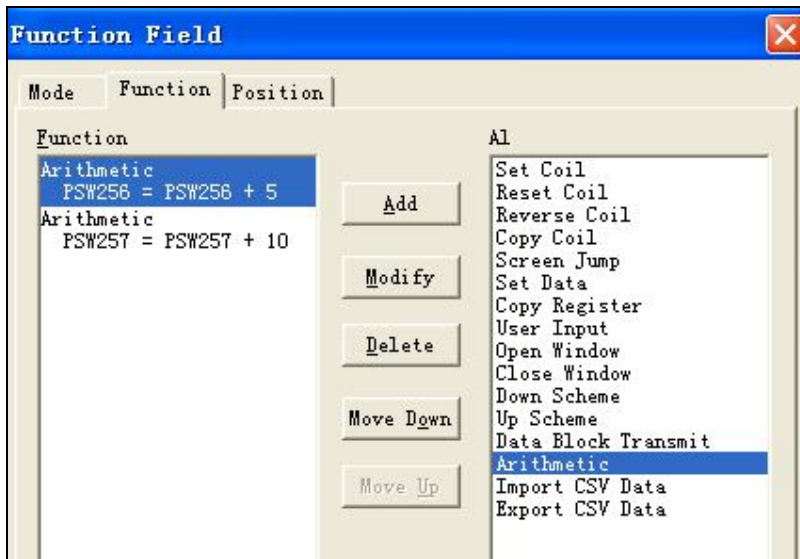 Function Field
Mode
Function
Position
Function
Al
Arithmetic
PSW256 = PSW256 + 5
Arithmetic
PSW257 = PSW257 + 10
Add
Modify
Delete
Move Down
Move Up
Set Coil
Reset Coil
Reverse Coil
Copy Coil
Screen Jump
Set Data
Copy Register
User Input
Open Window
Close Window
Down Scheme
Up Scheme
Data Block Transmit
Arithmetic
Import CSV Data
Export CSV Data